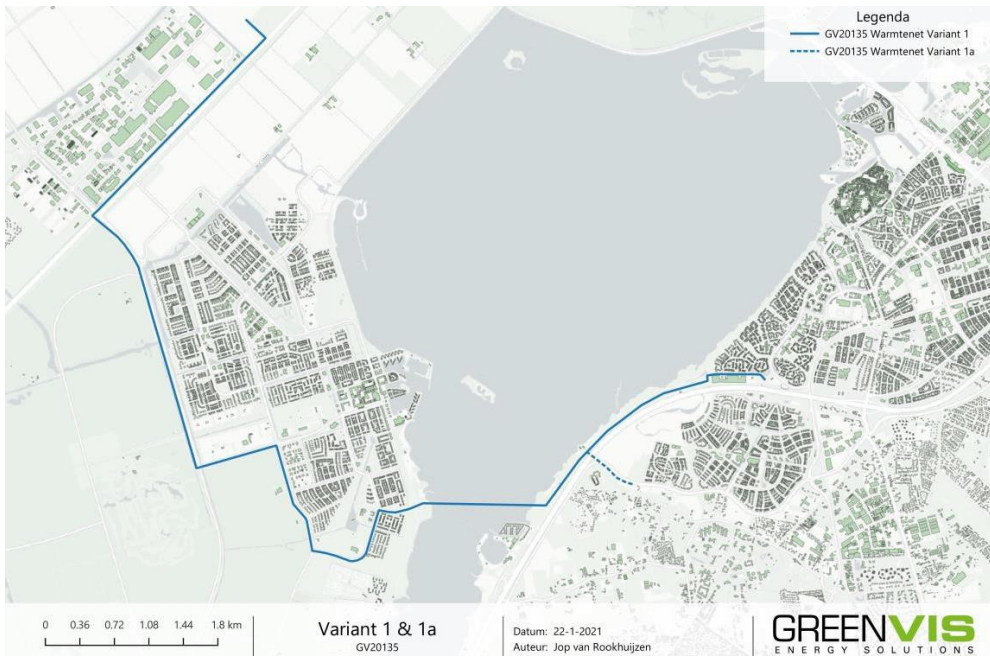 Legenda
GV20135 Warmtenet Variant 1
GV20135 Warmtenet Variant 1a
0 0.36 0.72 1.08 1.44 1.8 km
Variant 1 & 1a
GV20135
Datum: 22-1-2021
Auteur: Jop van Rookhuijzen
GREENVIS
ENERGY SOLUTIONS